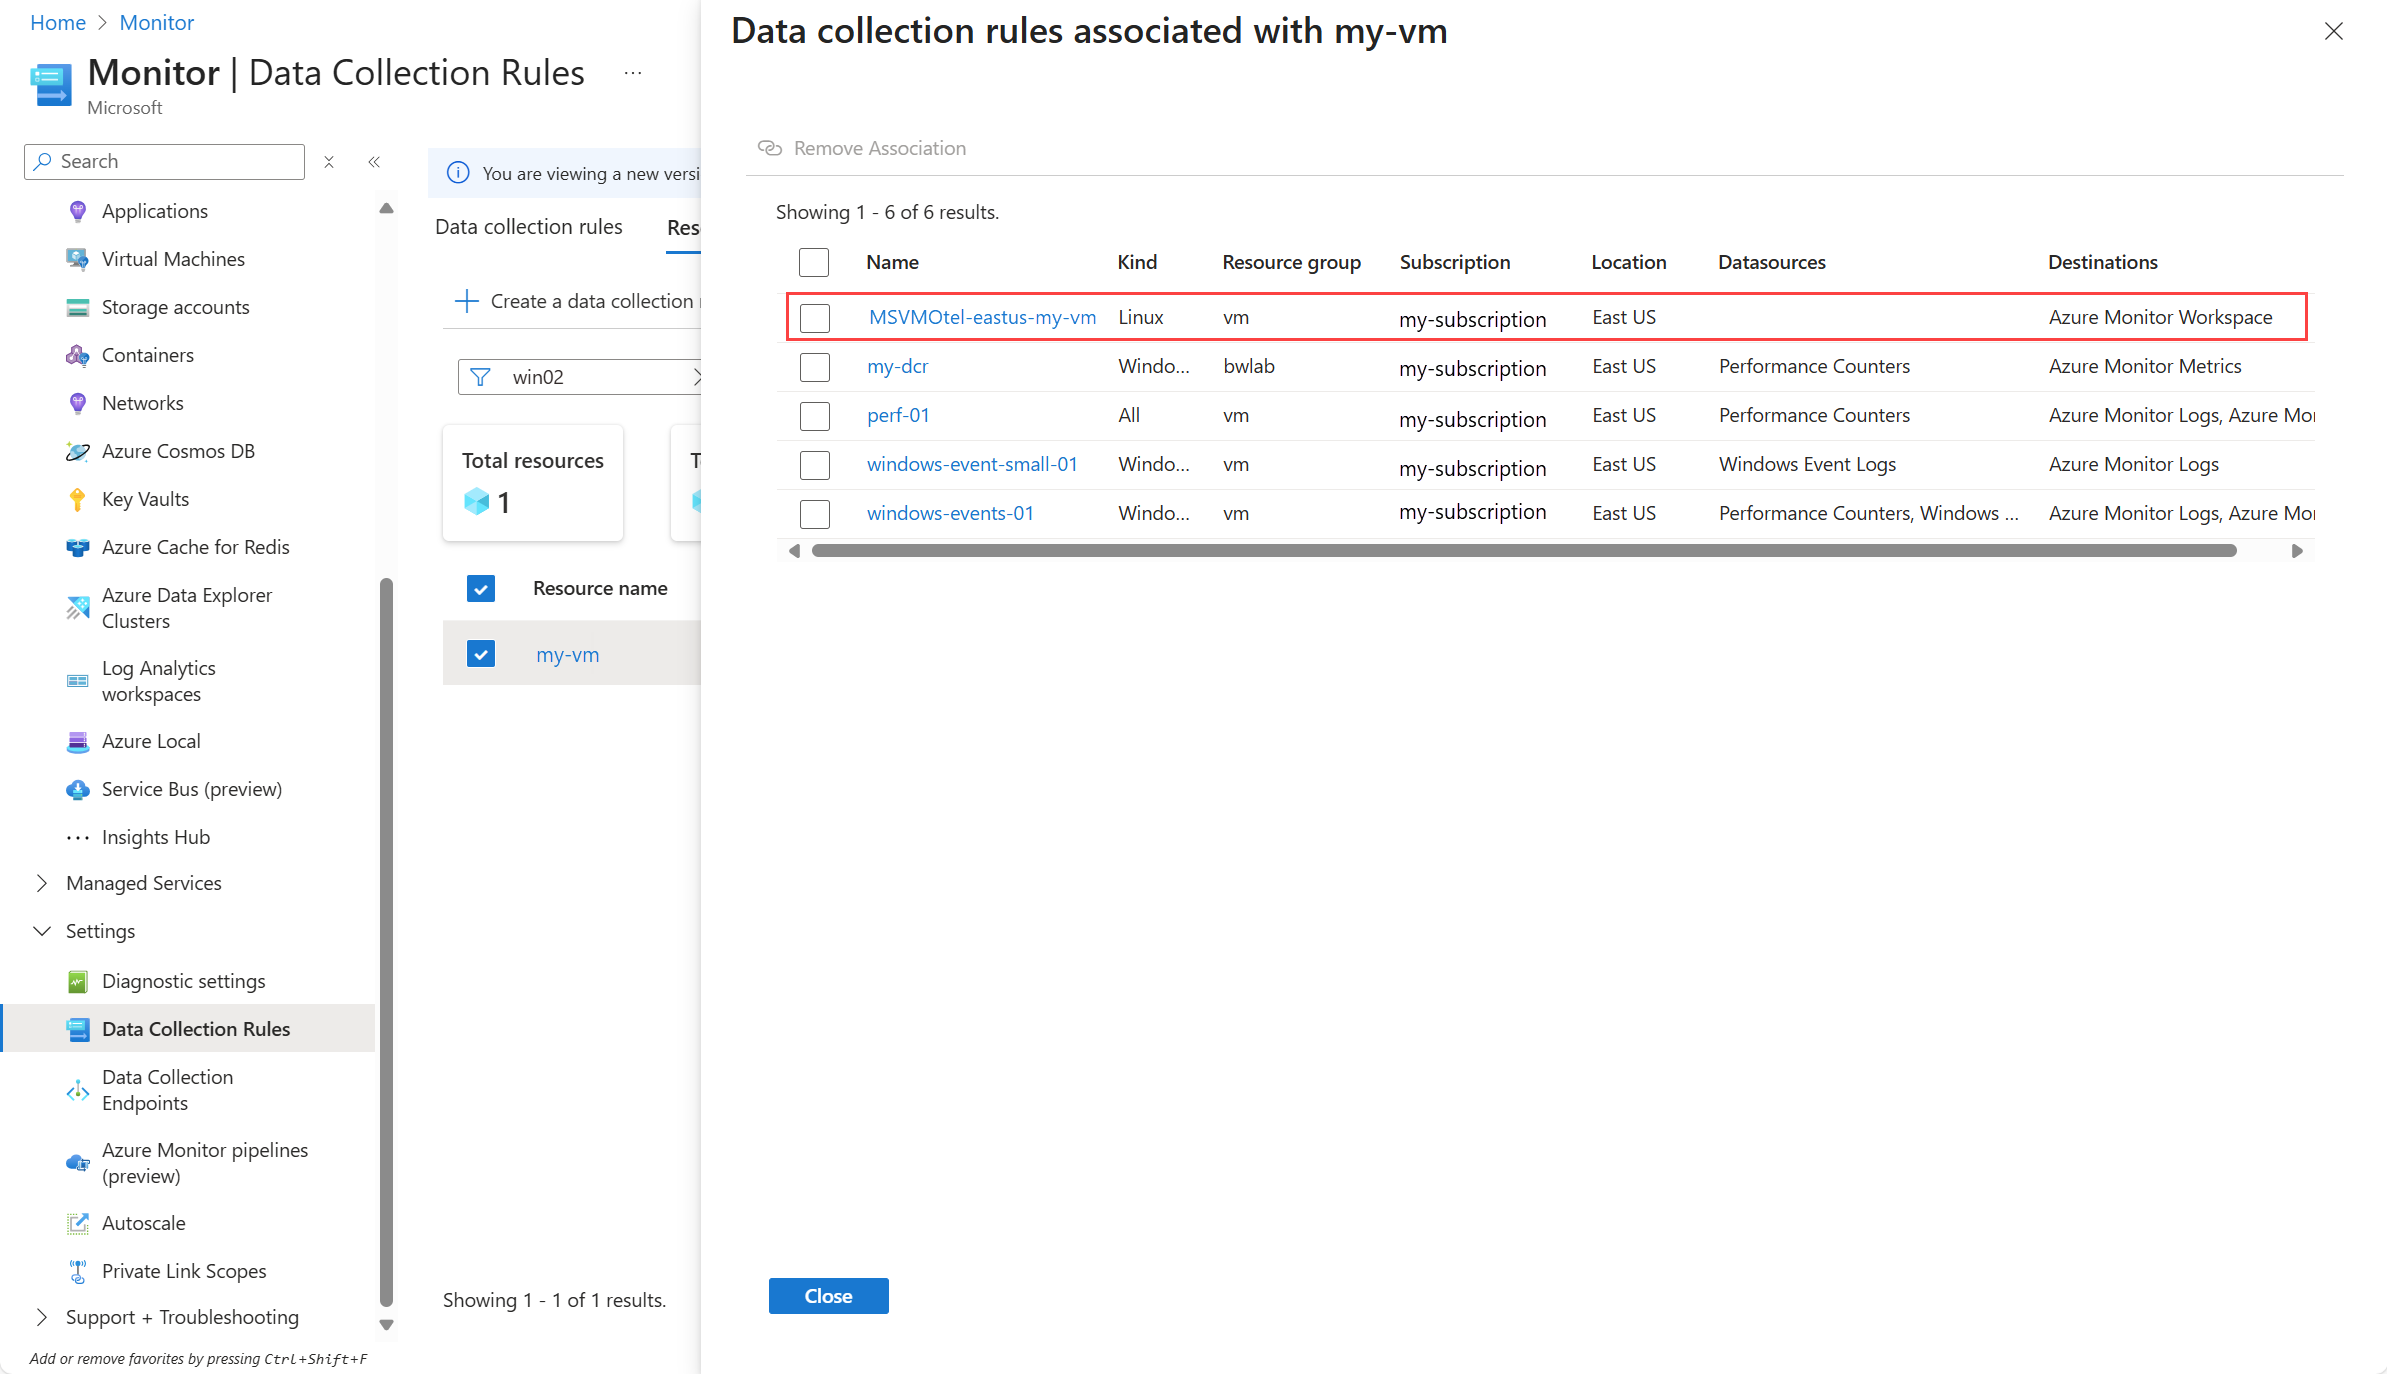 Home > Monitor
Monitor | Data Collection Rules ...
Microsoft
Search
Applications
Virtual Machines
Storage accounts
Containers
Networks
Azure Cosmos DB
Key Vaults
Azure Cache for Redis
Azure Data Explorer
Clusters
Log Analytics
workspaces
Azure Local
Service Bus (preview)
Insights Hub
Managed Services
Settings
Diagnostic settings
Data Collection Rules
Data Collection
Endpoints
Azure Monitor pipelines
(preview)
Autoscale
Private Link Scopes
Support + Troubleshooting
Add or remove favorites by pressing Ctrl+Shift+F
You are viewing a new versi
Data collection rules Res
Create a data collection
win02
Total resources
1
Resource name
my-vm
Showing 1 - 1 of 1 results.
Data collection rules associated with my-vm
Remove Association
Showing 1 - 6 of 6 results.
Name Kind Resource group Subscription Location Datasources Destinations
MSVMOtel-eastus-my-vm Linux vm my-subscription East US Azure Monitor Workspace
my-dcr Windo... bwlab my-subscription East US Performance Counters Azure Monitor Metrics
perf-01 All vm my-subscription East US Performance Counters Azure Monitor Logs, Azure Mo
windows-event-small-01 Windo... vm my-subscription East US Windows Event Logs Azure Monitor Logs
windows-events-01 Windo... vm my-subscription East US Performance Counters, Windows ... Azure Monitor Logs, Azure Mo
Close